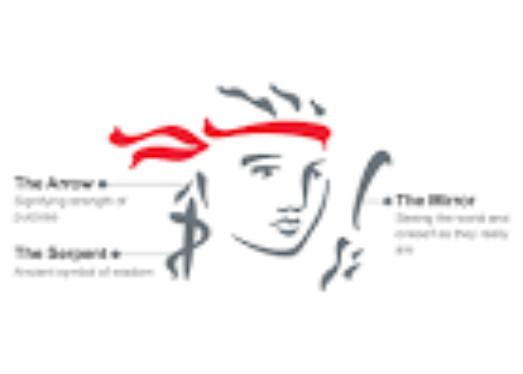 The Arrow
Signifying strength of
purpose
The Serpent
Ancient symbol of wisdom
The Mirror
Seeing the world and
oneself as they really
are